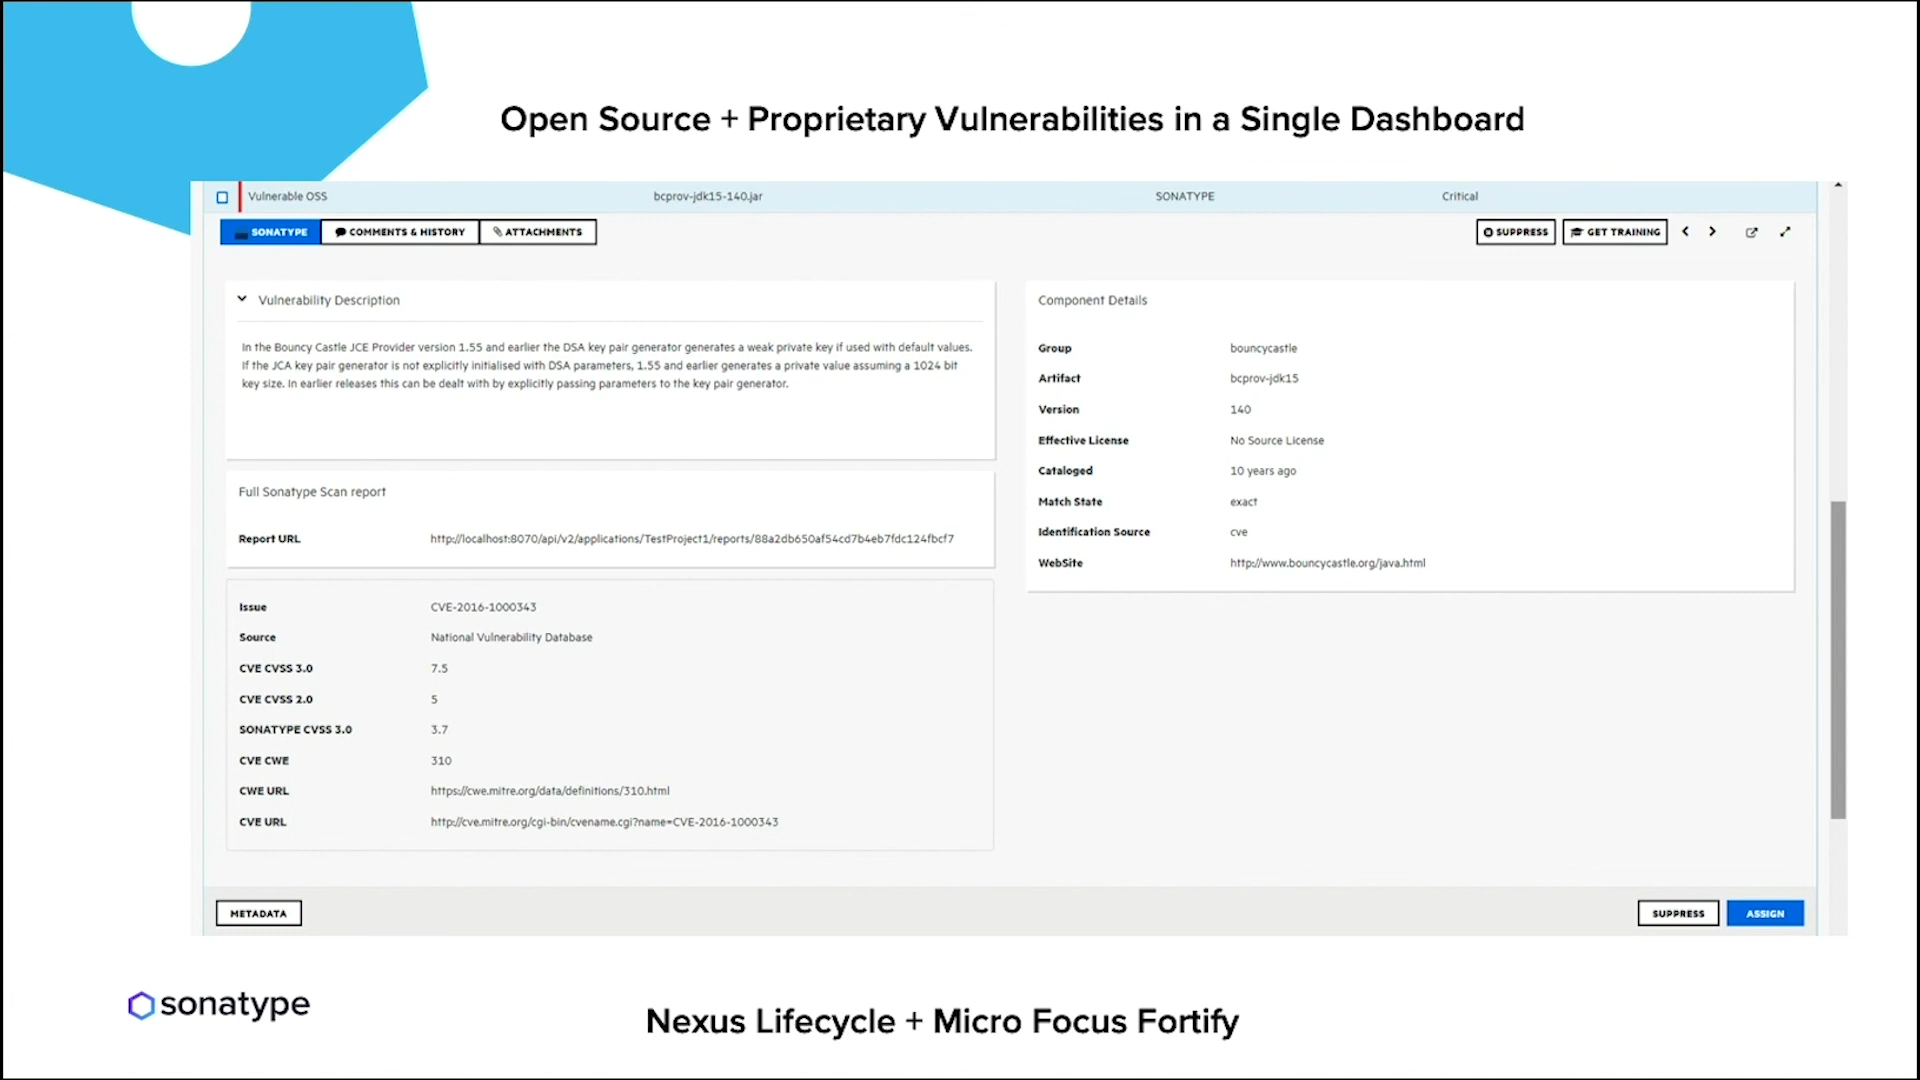 Open Source + Proprietary Vulnerabilities in a Single Dashboard
Vulnerable OSS bcprov-jdk15-140.jar SONATYPE Critical
SONATYPE COMMENTS & HISTORY ATTACHMENTS SUPPRESS GET TRAINING
Vulnerability Description
In the Bouncy Castle JCE Provider version 1.55 and earlier the DSA key pair generator generates a weak private key if used with default values.
If the JCA key pair generator is not explicitly initialised with DSA parameters, 1.55 and earlier generates a private value assuming a 1024 bit
key size. In earlier releases this can be dealt with by explicitly passing parameters to the key pair generator.
Full Sonatype Scan report
Report URL http://localhost:8070/api/v2/applications/TestProject1/reports/88a2db650af54cd7b4eb7fdc124fbcf7
Issue CVE-2016-1000343
Source National Vulnerability Database
CVE CVSS 3.0 7.5
CVE CVSS 2.0 5
SONATYPE CVSS 3.0 3.7
CVE CWE 310
CWE URL https://cwe.mitre.org/data/definitions/310.html
CVE URL http://cve.mitre.org/cgi-bin/cvename.cgi?name=CVE-2016-1000343
Component Details
Group bouncycastle
Artifact bcprov-jdk15
Version 140
Effective License No Source License
Cataloged 10 years ago
Match State exact
Identification Source cve
WebSite http://www.bouncycastle.org/java.html
METADATA SUPPRESS ASSIGN
sonatype
Nexus Lifecycle + Micro Focus Fortify